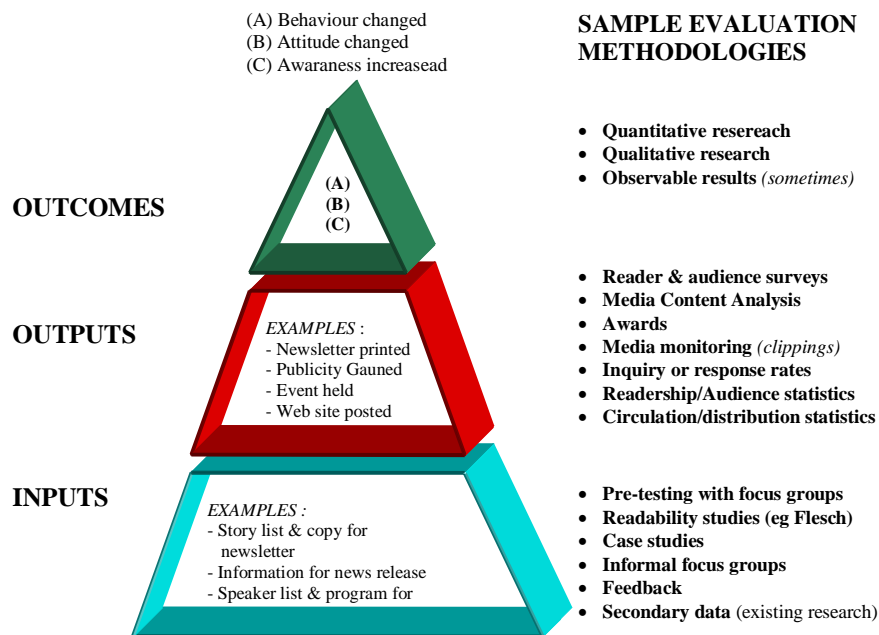 (A) Behaviour changed
(B) Attitude changed
(C) Awaraness increasead
SAMPLE EVALUATION
METHODOLOGIES
OUTCOMES
(A)
(B)
(C)
• Quantitative resereach
• Qualitative research
• Observable results (sometimes)
OUTPUTS
EXAMPLES :
- Newsletter printed
- Publicity Gauned
- Event held
- Web site posted
• Reader & audience surveys
• Media Content Analysis
• Awards
• Media monitoring (clippings)
• Inquiry or response rates
• Readership/Audience statistics
• Circulation/distribution statistics
INPUTS
EXAMPLES :
- Story list & copy for
newsletter
- Information for news release
- Speaker list & program for
• Pre-testing with focus groups
• Readability studies (eg Flesch)
• Case studies
• Informal focus groups
• Feedback
• Secondary data (existing research)